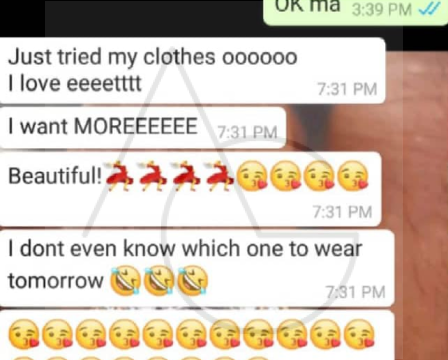 OK ma 3:39 PM
Just tried my clothes oooooo
I love eeeetttt 7:31 PM
I want MOREEEEEE 7:31 PM
Beautiful!💃💃💃💃😘😘😘😘
7:31 PM
I dont even know which one to wear
tomorrow 🤣🤣🤣
7:31 PM
😘😘😘😘😘😘😘😘😘😘😘